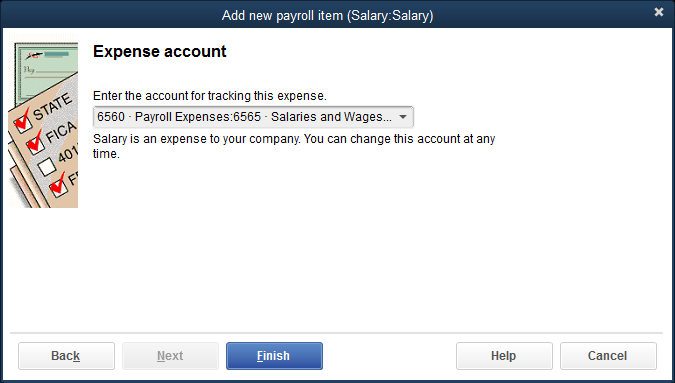 Add new payroll item (Salary:Salary)
Expense account
Enter the account for tracking this expense.
6560 · Payroll Expenses:6565 · Salaries and Wages...
Salary is an expense to your company. You can change this account at any
time.
Pay
STATE
FICA
401
Back
Next
Finish
Help
Cancel